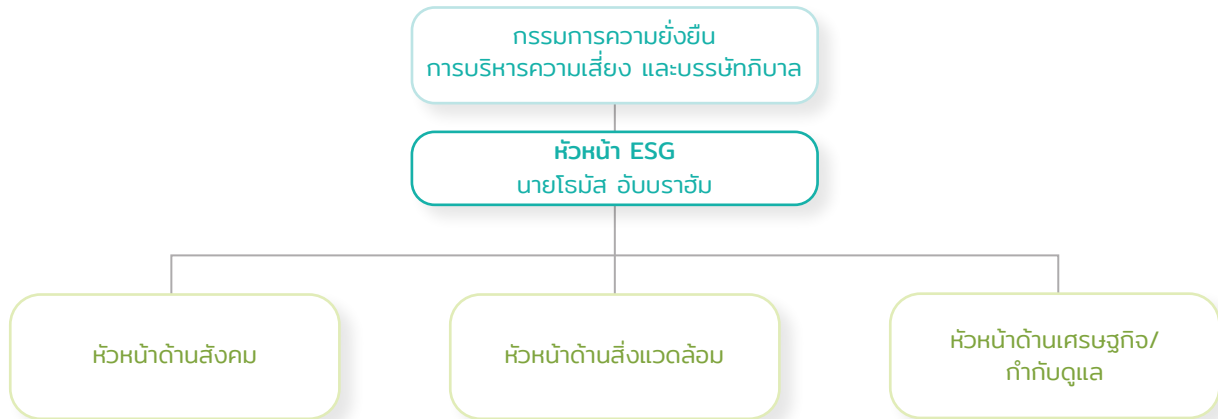 กรรมการความยั่งยืน
การบริหารความเสี่ยง และบรรษัทภิบาล
หัวหน้า ESG
นายโธมัส อับบราฮัม
หัวหน้าด้านสังคม
หัวหน้าด้านสิ่งแวดล้อม
หัวหน้าด้านเศรษฐกิจ/
กำกับดูแล